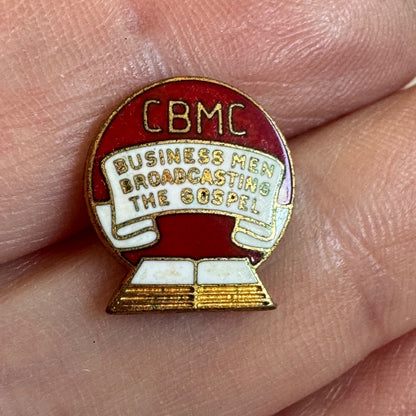 CBMC
BUSINESS MEN
BROADCASTING
THE GOSPEL